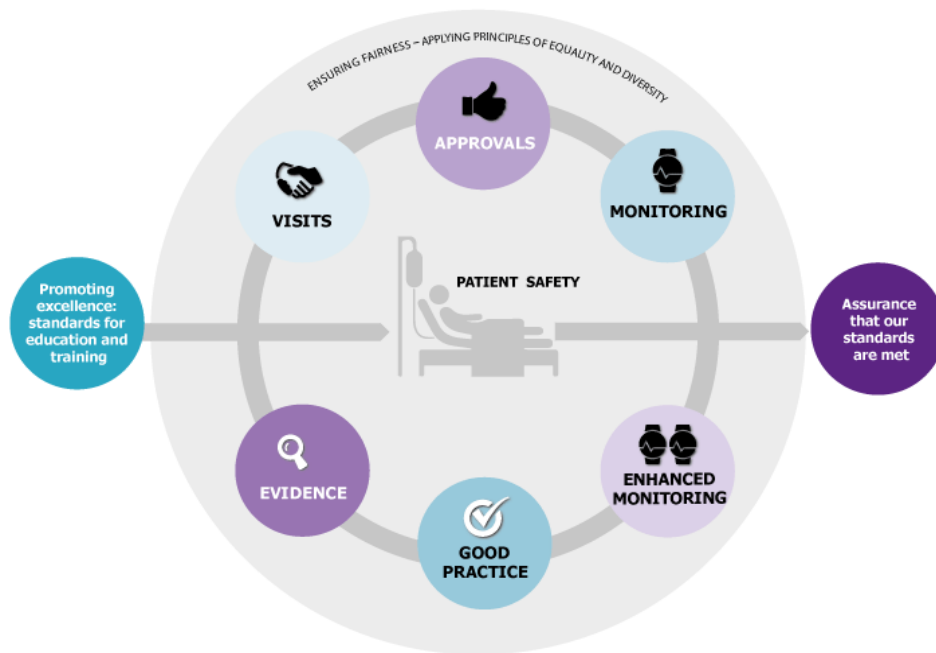 ENSURING FAIRNESS – APPLYING PRINCIPLES OF EQUALITY AND DIVERSITY
APPROVALS
VISITS
MONITORING
PATIENT SAFETY
Promoting
excellence:
standards for
education and
training
Assurance
that our
standards
are met
EVIDENCE
ENHANCED
MONITORING
GOOD
PRACTICE